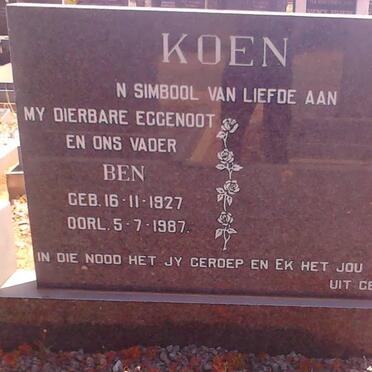 KOEN
'N SIMBOOL VAN LIEFDE AAN
MY DIERBARE EGGENOOT
EN ONS VADER
BEN
GEB. 16-11-1927
OORL. 5-7-1987.
IN DIE NOOD HET JY GEROEP EN EK HET JOU
UIT GE